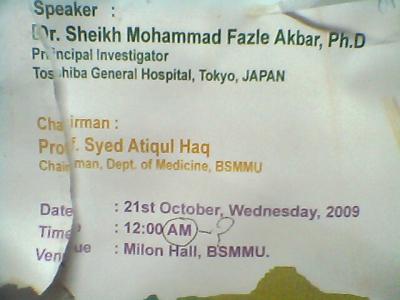 Speaker :
Dr. Sheikh Mohammad Fazle Akbar, Ph.D
Principal Investigator
Toshiba General Hospital, Tokyo, JAPAN
Chairman :
Prof. Syed Atiqul Haq
Chairman, Dept. of Medicine, BSMMU
Date : 21st October, Wednesday, 2009
Time : 12:00 AM - ?
Venue : Milon Hall, BSMMU.